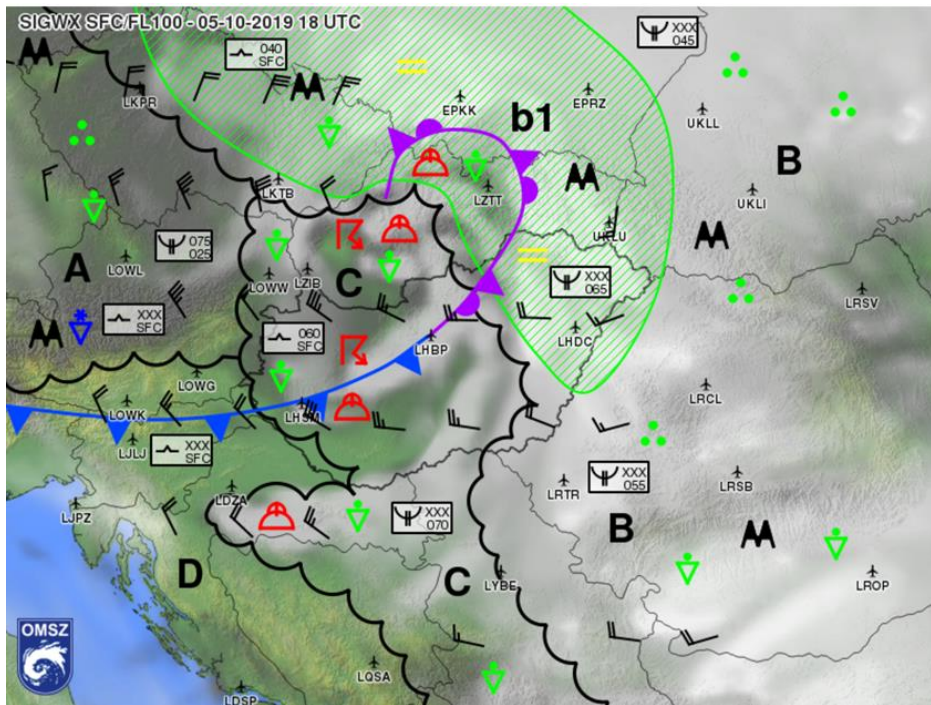 SIGWX SFC/FL100 - 05-10-2019 18 UTC
XXX
045
040
SFC
LKPR
EPKK
EPRZ
UKLL
b1
B
LKTB
LZTT
UKLI
UKLU
075
025
A
LOWL
LOWW
LZIB
C
XXX
065
LRSV
XXX
SFC
060
SFC
LHBP
LHDC
LOWG
LOWK
LHSM
LRCL
LJLJ
XXX
SFC
LRTR
XXX
055
LRSB
LDZA
LJPZ
XXX
070
B
D
C
LYBE
LROP
OMSZ
LQSA
LDSP